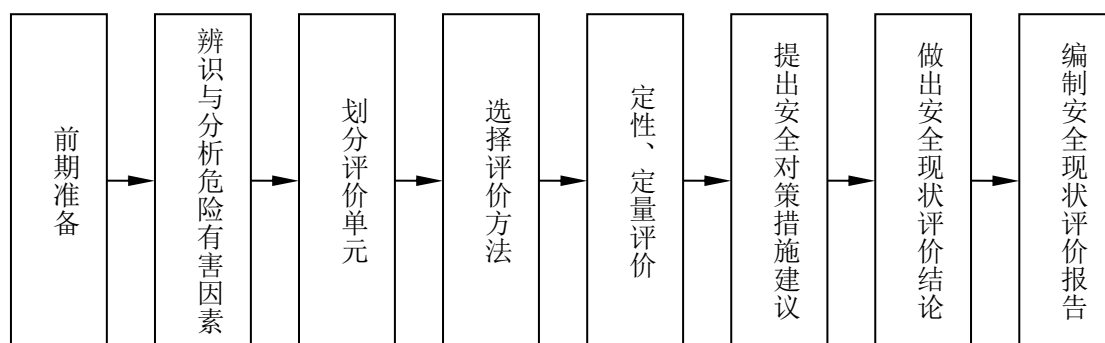 前期准备
辨识与分析危险有害因素
划分评价单元
选择评价方法
定性、定量评价
提出安全对策措施建议
做出安全现状评价结论
编制安全现状评价报告